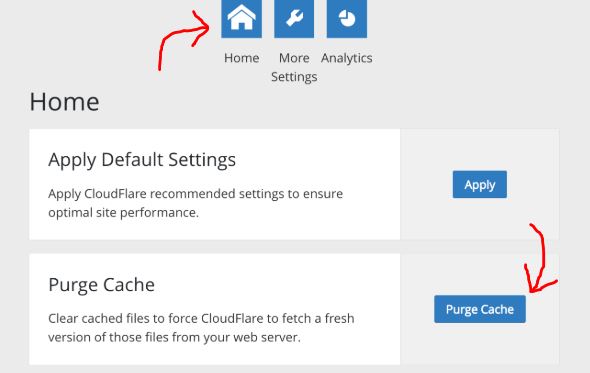 Home More Analytics
Settings
Home
Apply Default Settings
Apply CloudFlare recommended settings to ensure
optimal site performance.
Apply
Purge Cache
Clear cached files to force CloudFlare to fetch a fresh
version of those files from your web server.
Purge Cache